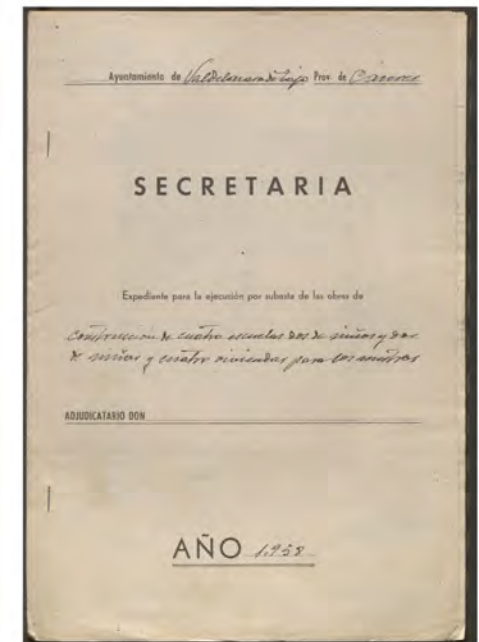 Ayuntamiento de Valdelacasa de Tajo Prov. de Cáceres
SECRETARIA
Expediente para la ejecución por subasta de las obras de
Construccion de cuatro escuelas dos de niños y dos
de niñas y cuatro viviendas para los maestros
ADJUDICATARIO DON
AÑO 1.958